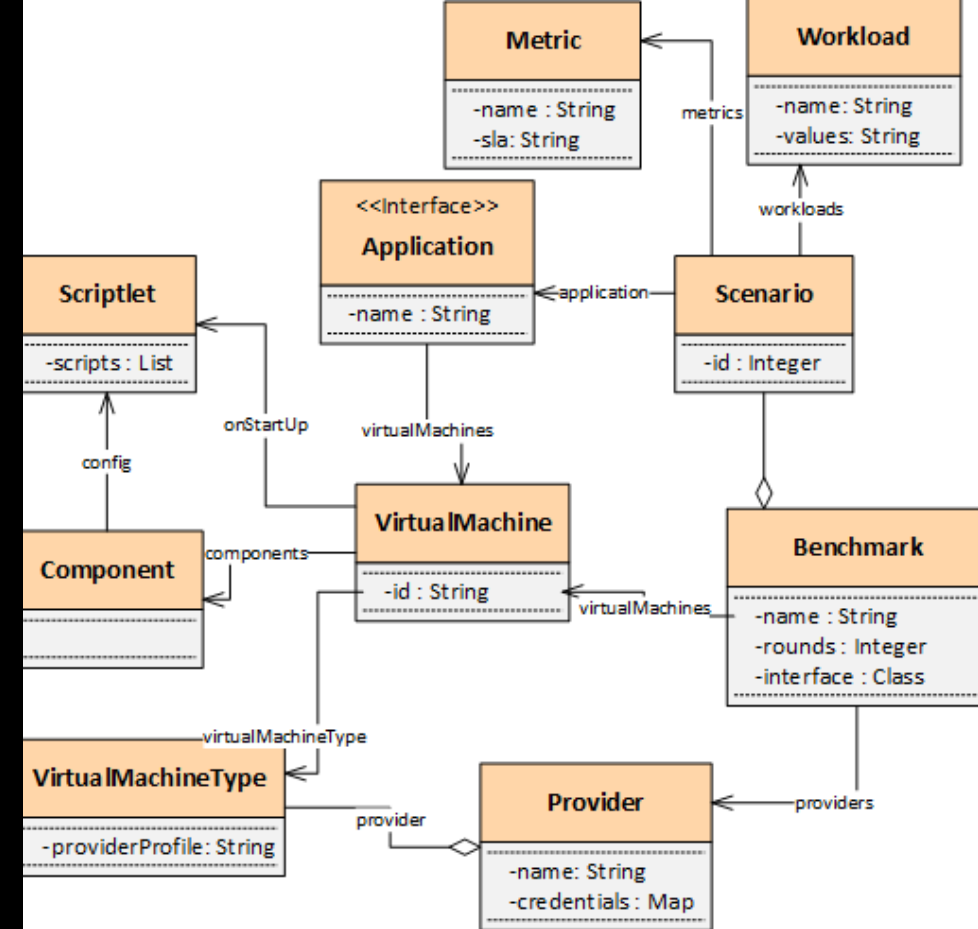 Metric
-name : String
-sla: String
Workload
-name: String
-values: String
metrics
workloads
<<Interface>>
Application
-name : String
application
Scenario
-id : Integer
Scriptlet
-scripts : List
onStartUp
virtualMachines
config
VirtualMachine
-id : String
components
Component
virtualMachines
Benchmark
-name : String
-rounds : Integer
-interface : Class
virtualMachineType
VirtualMachineType
-providerProfile: String
provider
Provider
-name: String
-credentials : Map
providers